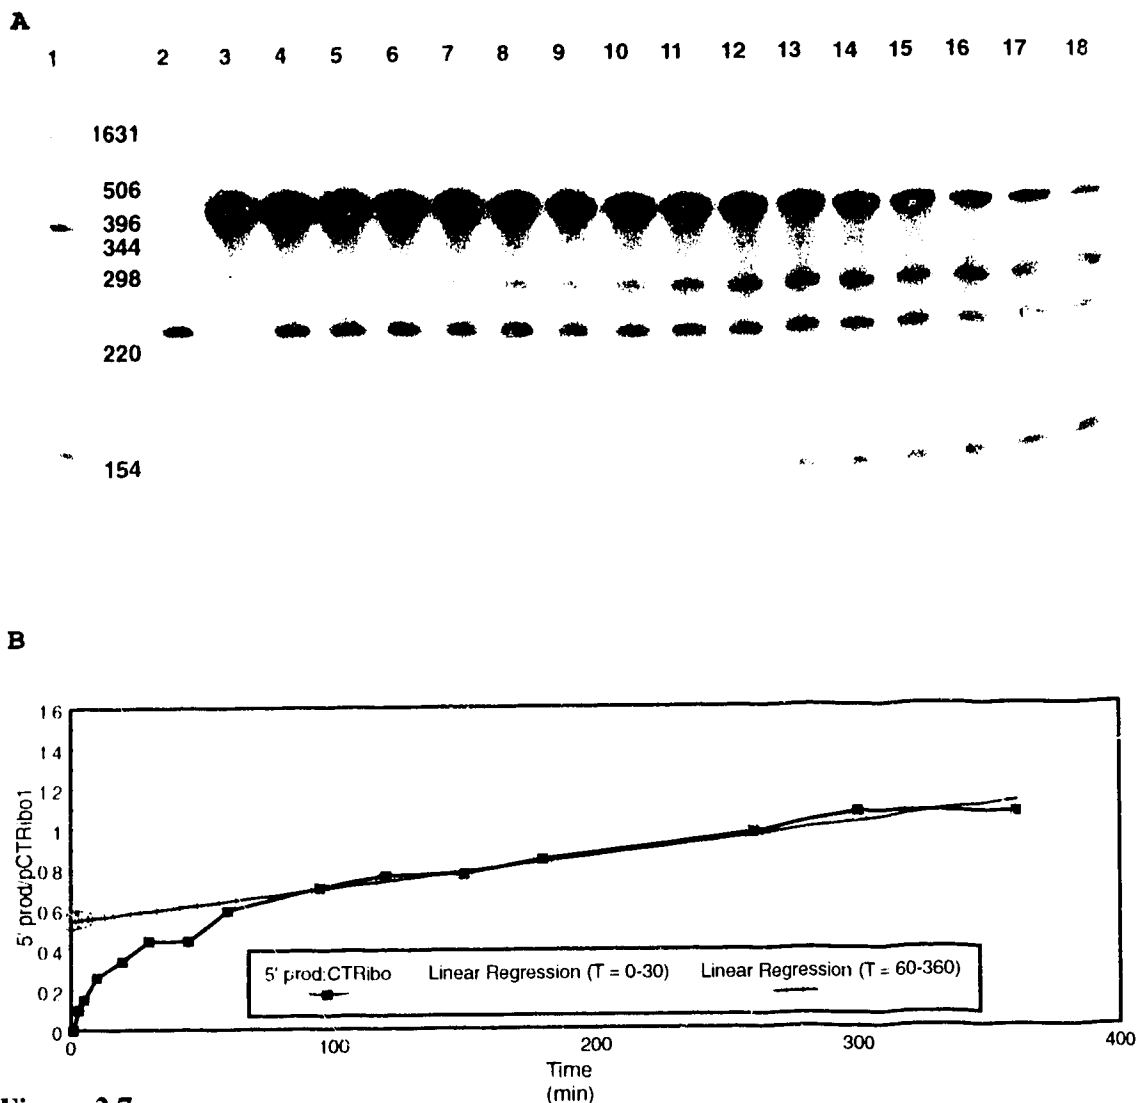 A
1 2 3 4 5 6 7 8 9 10 11 12 13 14 15 16 17 18
1631
506
396
344
298
220
154
B
1 6
1 4
1 2
1
0 8
0 6
0 4
0 2
0
5' prod/pCTRibo1
0 100 200 300 400
Time
(min)
5' prod:CTRibo Linear Regression (T = 0-30) Linear Regression (T = 60-360)